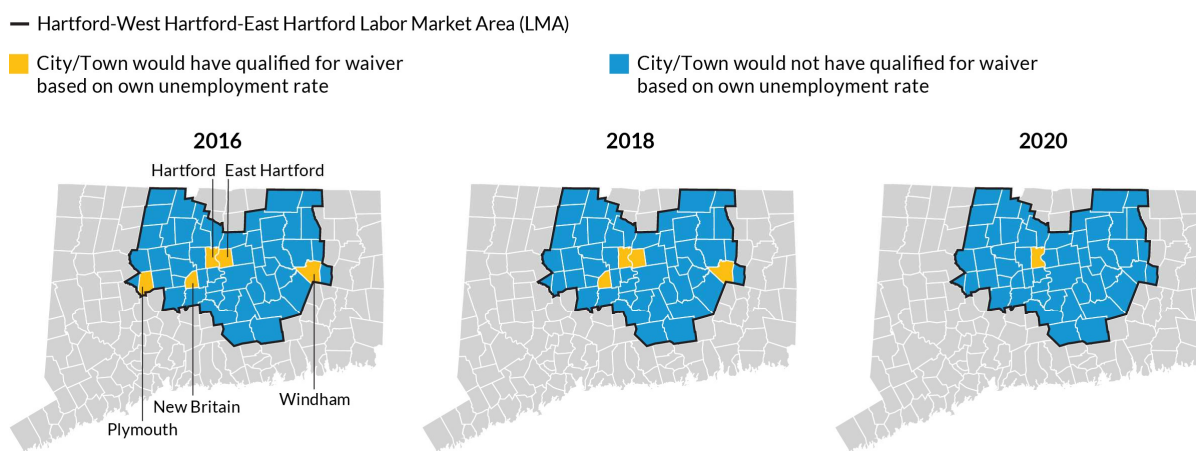 Hartford-West Hartford-East Hartford Labor Market Area (LMA)
City/Town would have qualified for waiver
based on own unemployment rate
City/Town would not have qualified for waiver
based on own unemployment rate
2016
2018
2020
Hartford
East Hartford
Windham
New Britain
Plymouth